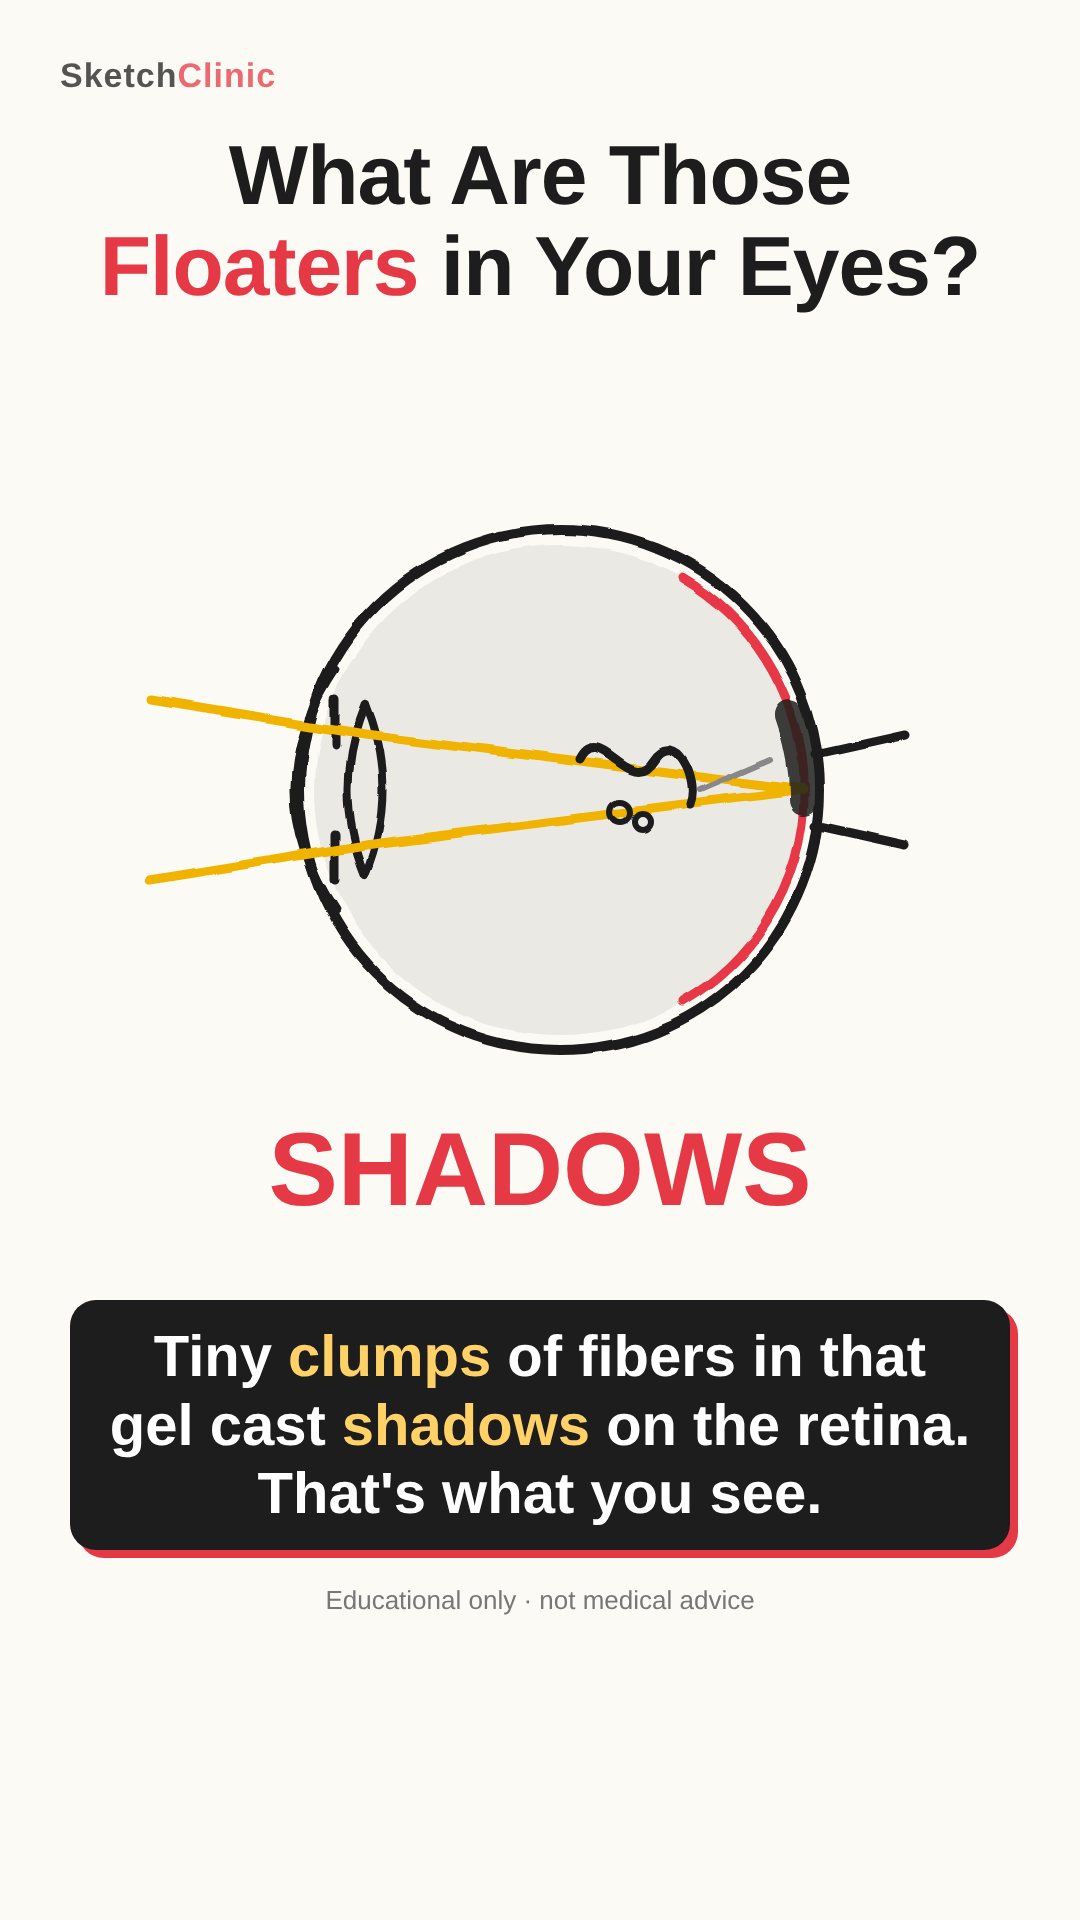 SketchClinic
What Are Those
Floaters in Your Eyes?
SHADOWS
Tiny clumps of fibers in that
gel cast shadows on the retina.
That's what you see.
Educational only · not medical advice